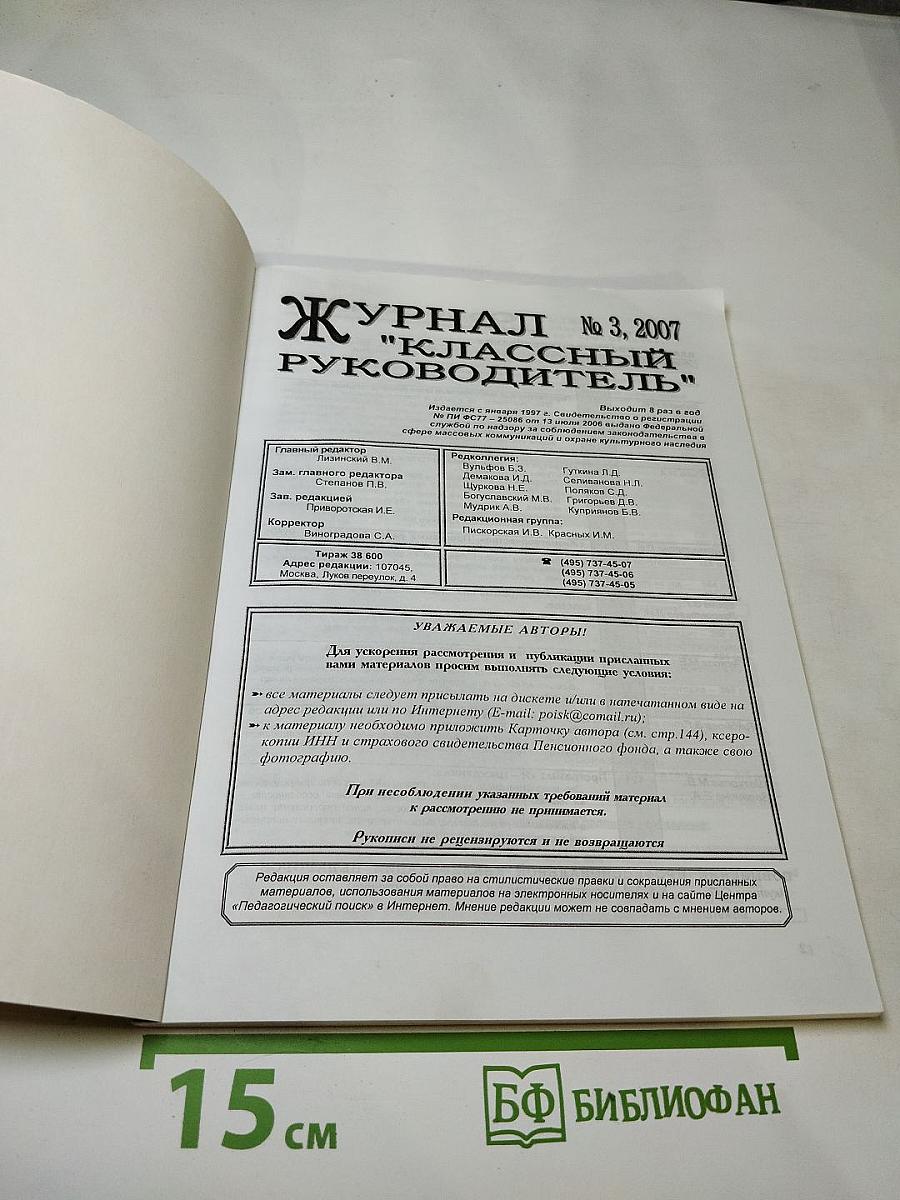 ЖУРНАЛ № 3, 2007
"КЛАССНЫЙ
РУКОВОДИТЕЛЬ"
Выходит 8 раз в год
Издается с января 1997 г. Свидетельство о регистрации
№ ПИ ФС77 – 25086 от 13 июля 2006 выдано Федеральной
службой по надзору за соблюдением законодательства в
сфере массовых коммуникаций и охране культурного наследия
Главный редактор
Лизинский В.М.
Зам. главного редактора
Степанов П.В.
Зав. редакцией
Приворотская И.Е.
Корректор
Виноградова С.А.
Редколлегия:
Вульфов Б.З. Гуткина Л.Д.
Демакова И.Д. Селиванова Н.Л.
Щуркова Н.Е. Поляков С.Д.
Богуславский М.В. Григорьев Д.В.
Мудрик А.В. Куприянов Б.В.
Редакционная группа:
Пискорская И.В. Красных И.М.
Тираж 38 600
Адрес редакции: 107045,
Москва, Луков переулок, д. 4
☎ (495) 737-45-07
(495) 737-45-06
(495) 737-45-05
УВАЖАЕМЫЕ АВТОРЫ!
Для ускорения рассмотрения и публикации присланных
вами материалов просим выполнять следующие условия:
➳ все материалы следует присылать на дискете и/или в напечатанном виде на
адрес редакции или по Интернету (E-mail: poisk@comail.ru);
➳ к материалу необходимо приложить Карточку автора (см. стр.144), ксеро-
копии ИНН и страхового свидетельства Пенсионного фонда, а также свою
фотографию.
При несоблюдении указанных требований материал
к рассмотрению не принимается.
Рукописи не рецензируются и не возвращаются
Редакция оставляет за собой право на стилистические правки и сокращения присланных
материалов, использования материалов на электронных носителях и на сайте Центра
«Педагогический поиск» в Интернет. Мнение редакции может не совпадать с мнением авторов.
15 см
БФ БИБЛИОФАН